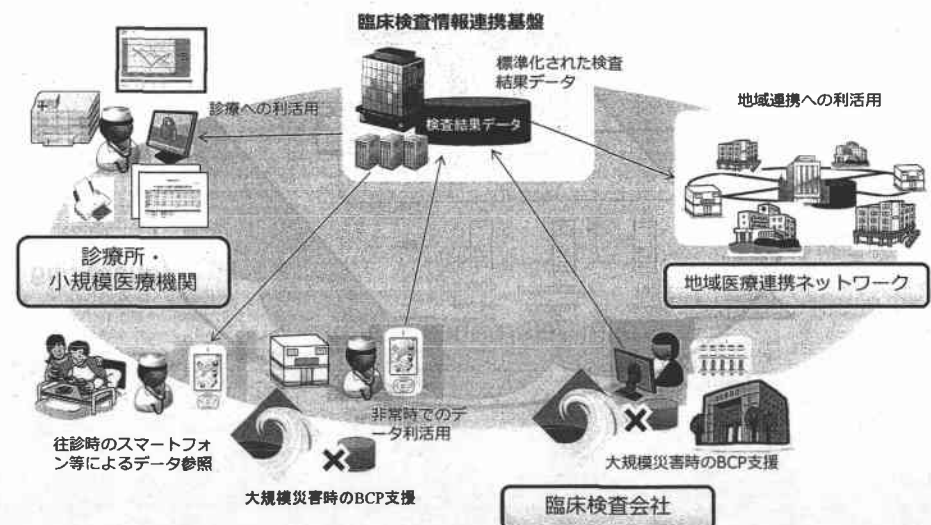 臨床検査情報連携基盤
標準化された検査
結果データ
診療への利活用
検査結果データ
地域連携への利活用
診療所・
小規模医療機関
地域医療連携ネットワーク
往診時のスマートフォ
ン等によるデータ参照
非常時でのデー
タ利活用
大規模災害時のBCP支援
大規模災害時のBCP支援
臨床検査会社